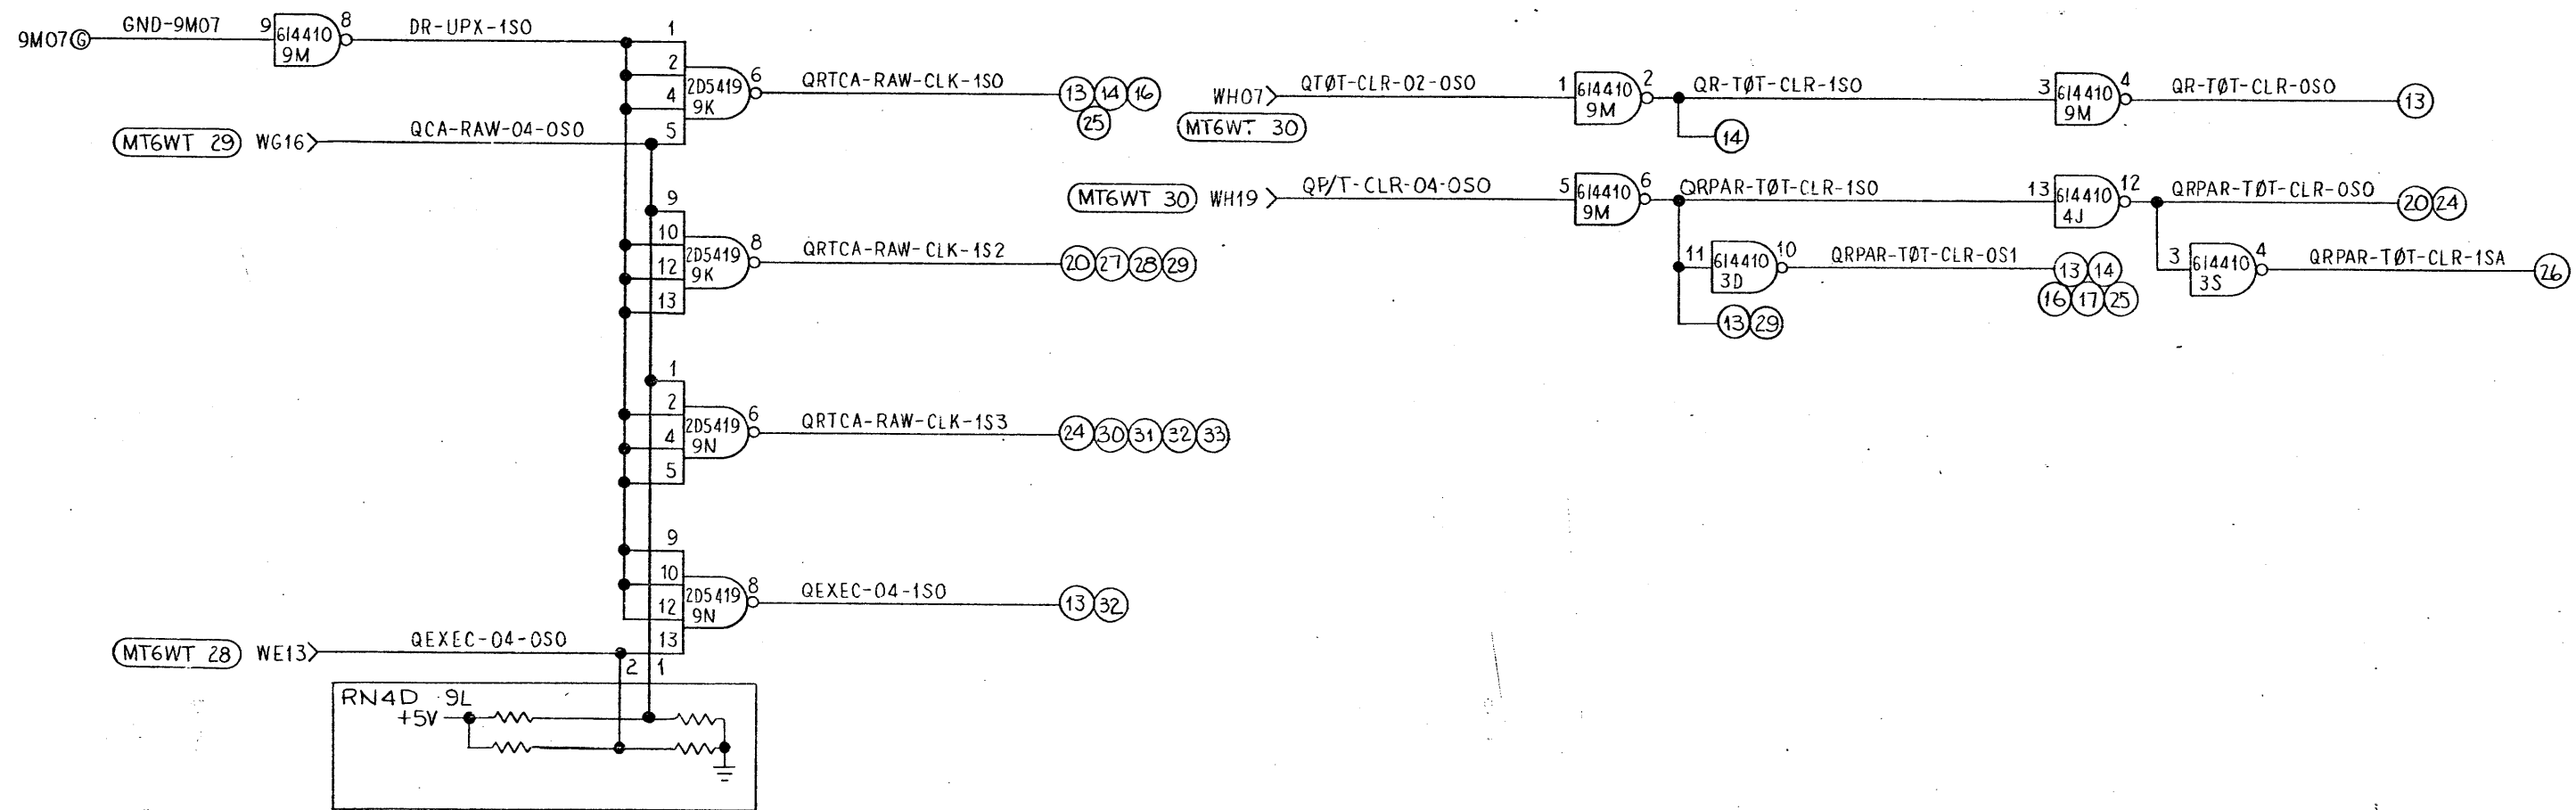 9M07 G GND-9M07 9 614410 9M 8 DR-UPX-1S0
1 2 4 5 2D5419 9K 6 QRTCA-RAW-CLK-1S0 13 14 16 25
MT6WT 29 WG16 QCA-RAW-04-0S0
9 10 12 13 2D5419 9K 8 QRTCA-RAW-CLK-1S2 20 27 28 29
1 2 4 5 2D5419 9N 6 QRTCA-RAW-CLK-1S3 24 30 31 32 33
9 10 12 13 2D5419 9N 8 QEXEC-04-1S0 13 32
MT6WT 28 WE13 QEXEC-04-0S0
2 1
RN4D 9L
+5V
WH07 QTØT-CLR-02-0S0 1 614410 9M 2 QR-TØT-CLR-1S0 3 614410 9M 4 QR-TØT-CLR-0S0 13
MT6WT 30
14
MT6WT 30 WH19 QP/T-CLR-04-0S0 5 614410 9M 6 QRPAR-TØT-CLR-1S0 13 614410 4J 12 QRPAR-TØT-CLR-0S0 20 24
11 614410 3D 10 QRPAR-TØT-CLR-0S1 13 14 16 17 25
3 614410 3S 4 QRPAR-TØT-CLR-1SA 26
13 29